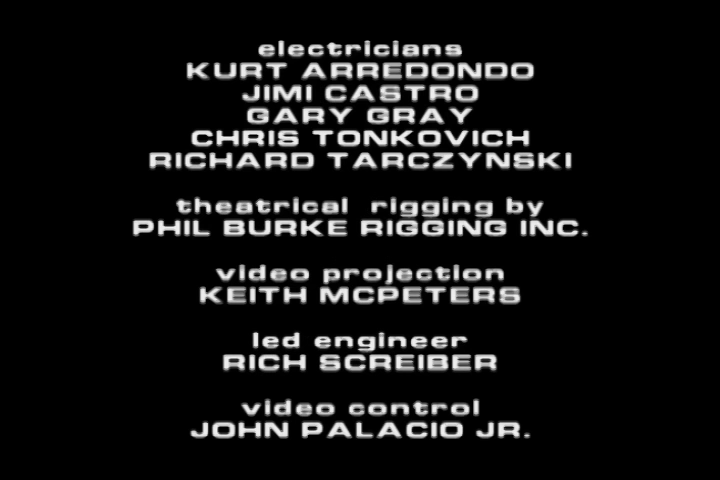 electricians
KURT ARREDONDO
JIMI CASTRO
GARY GRAY
CHRIS TONKOVICH
RICHARD TARCZYNSKI
theatrical rigging by
PHIL BURKE RIGGING INC.
video projection
KEITH MCPETERS
led engineer
RICH SCREIBER
video control
JOHN PALACIO JR.